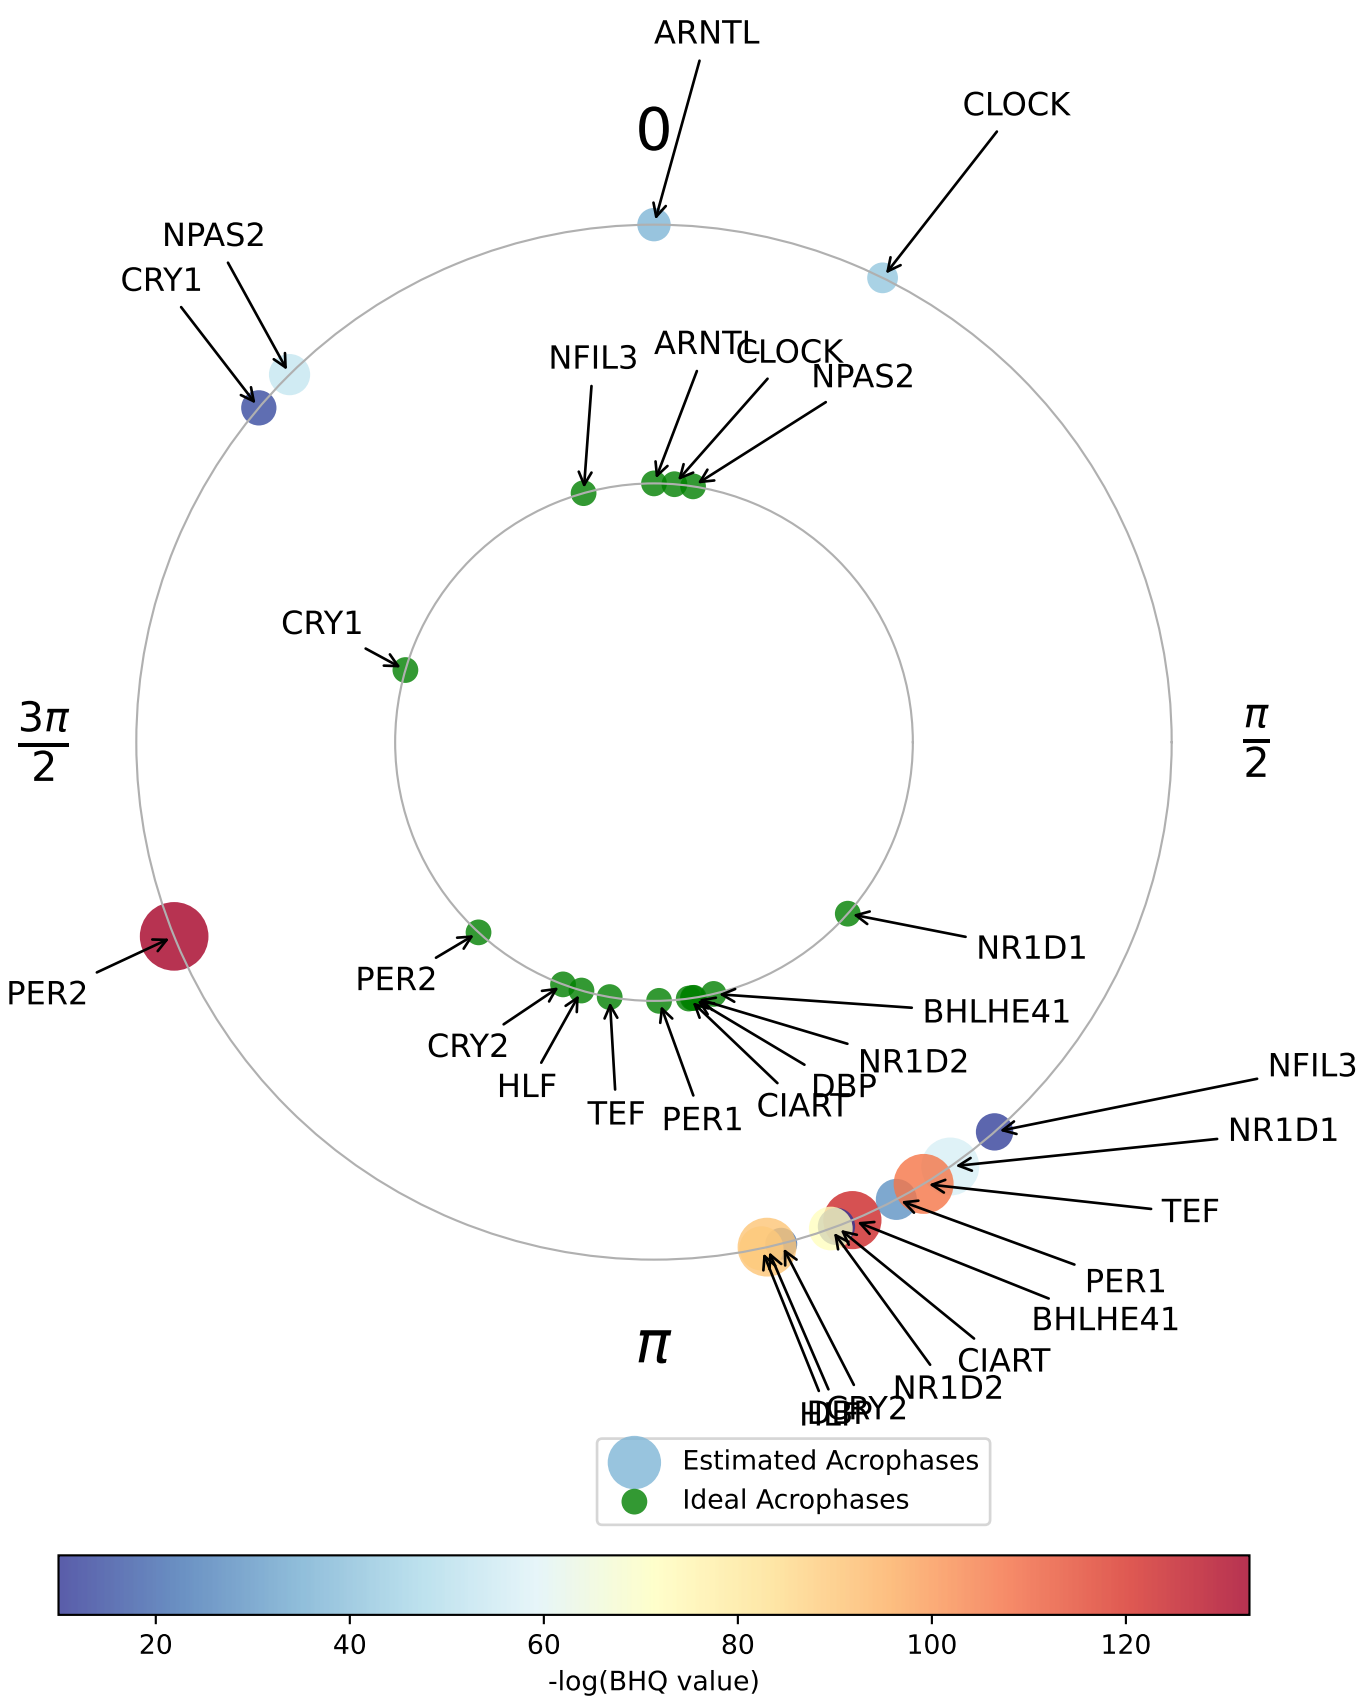 ARNTL
CLOCK
0
NPAS2
CRY1
NFIL3
ARNTL
CLOCK
NPAS2
CRY1
3π
2
π
2
PER2
PER2
NR1D1
BHLHE41
CRY2
NR1D2
HLF
DBP
CIART
TEF
PER1
NFIL3
NR1D1
TEF
PER1
BHLHE41
π
CIART
NR1D2
CRY2
DBP
HLF
Estimated Acrophases
Ideal Acrophases
20 40 60 80 100 120
-log(BHQ value)